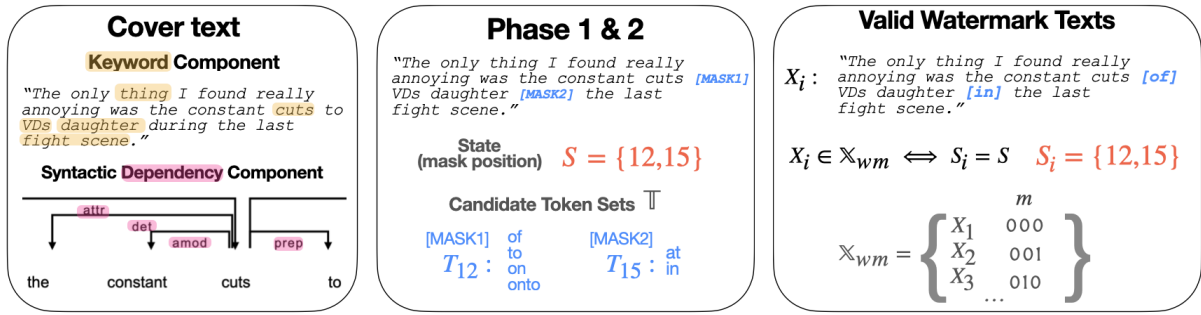 Cover text
Keyword Component
“The only thing I found really
annoying was the constant cuts to
VDs daughter during the last
fight scene.”
Syntactic Dependency Component
attr
det
amod
prep
the constant cuts to
Phase 1 & 2
“The only thing I found really
annoying was the constant cuts [MASK1]
VDs daughter [MASK2] the last
fight scene.”
State
(mask position) S = {12,15}
Candidate Token Sets 𝕋
[MASK1] of
T₁₂ : to
on
onto
[MASK2] at
T₁₅ : in
Valid Watermark Texts
Xᵢ : “The only thing I found really
annoying was the constant cuts [of]
VDs daughter [in] the last
fight scene.”
Xᵢ ∈ 𝕏wm ⟺ Sᵢ = S Sᵢ = {12,15}
m
𝕏wm = { X₁ 000
X₂ 001
X₃ 010
...
}